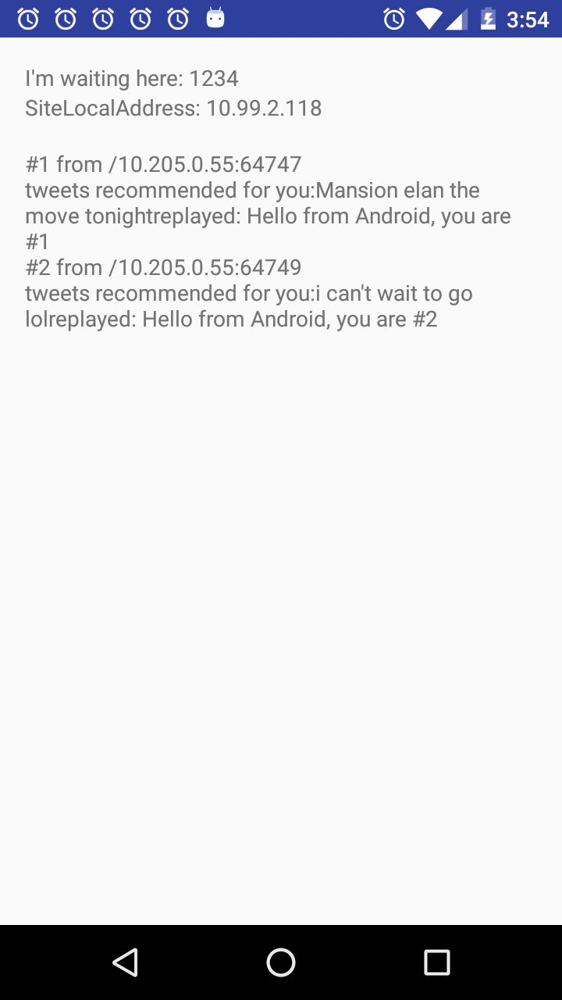 3:54
I'm waiting here: 1234
SiteLocalAddress: 10.99.2.118
#1 from /10.205.0.55:64747
tweets recommended for you:Mansion elan the
move tonightreplayed: Hello from Android, you are
#1
#2 from /10.205.0.55:64749
tweets recommended for you:i can't wait to go
lolreplayed: Hello from Android, you are #2